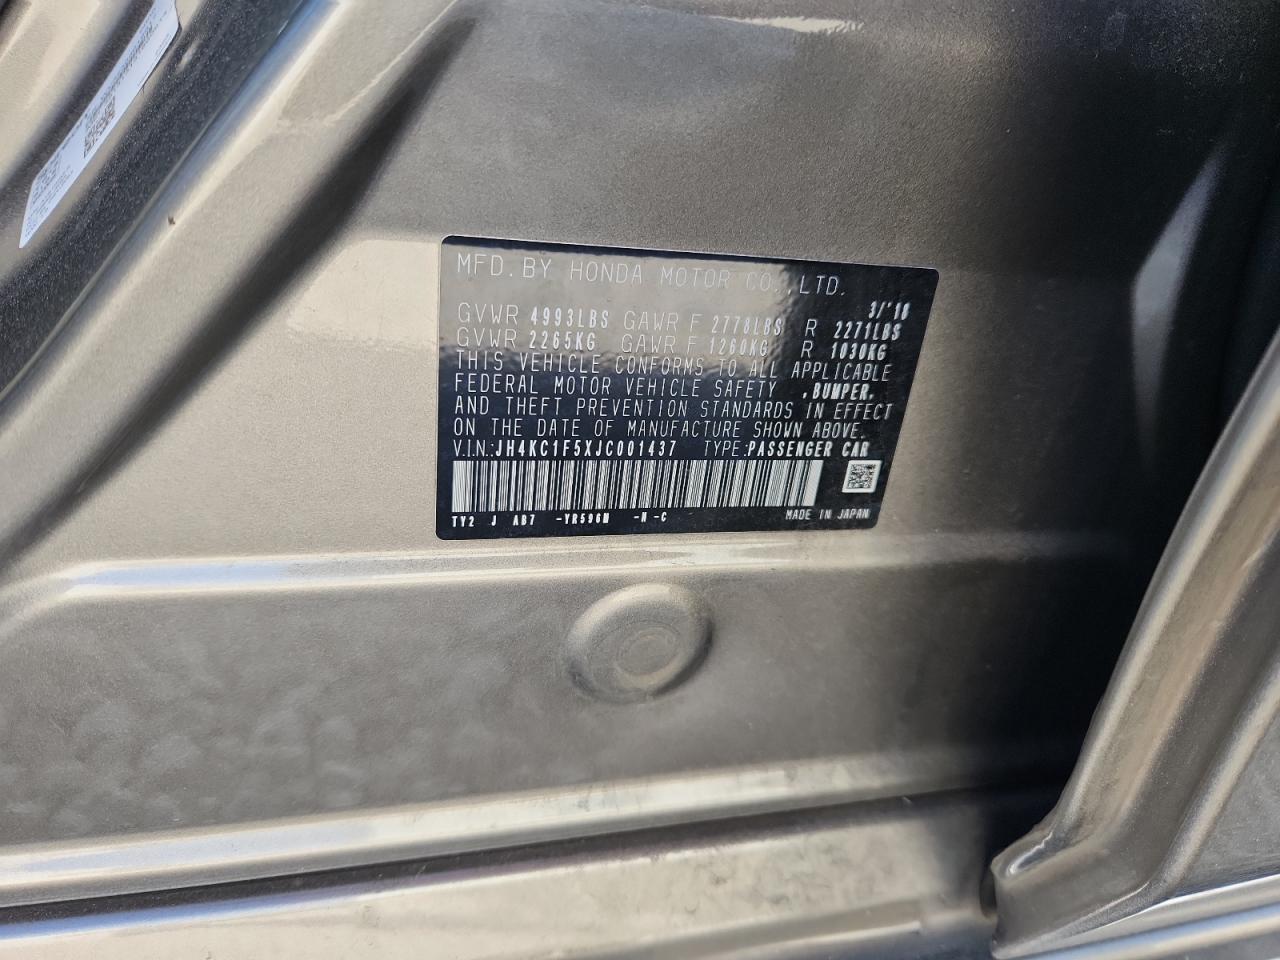 MFD. BY HONDA MOTOR CO., LTD.
3/'18
GVWR 4993LBS GAWR F 2778LBS R 2271LBS
GVWR 2265KG GAWR F 1260KG R 1030KG
THIS VEHICLE CONFORMS TO ALL APPLICABLE
FEDERAL MOTOR VEHICLE SAFETY ,BUMPER,
AND THEFT PREVENTION STANDARDS IN EFFECT
ON THE DATE OF MANUFACTURE SHOWN ABOVE.
V.I.N.:JH4KC1F5XJC001437 TYPE:PASSENGER CAR
TY2 J AB7 -YR596M -N -C MADE IN JAPAN